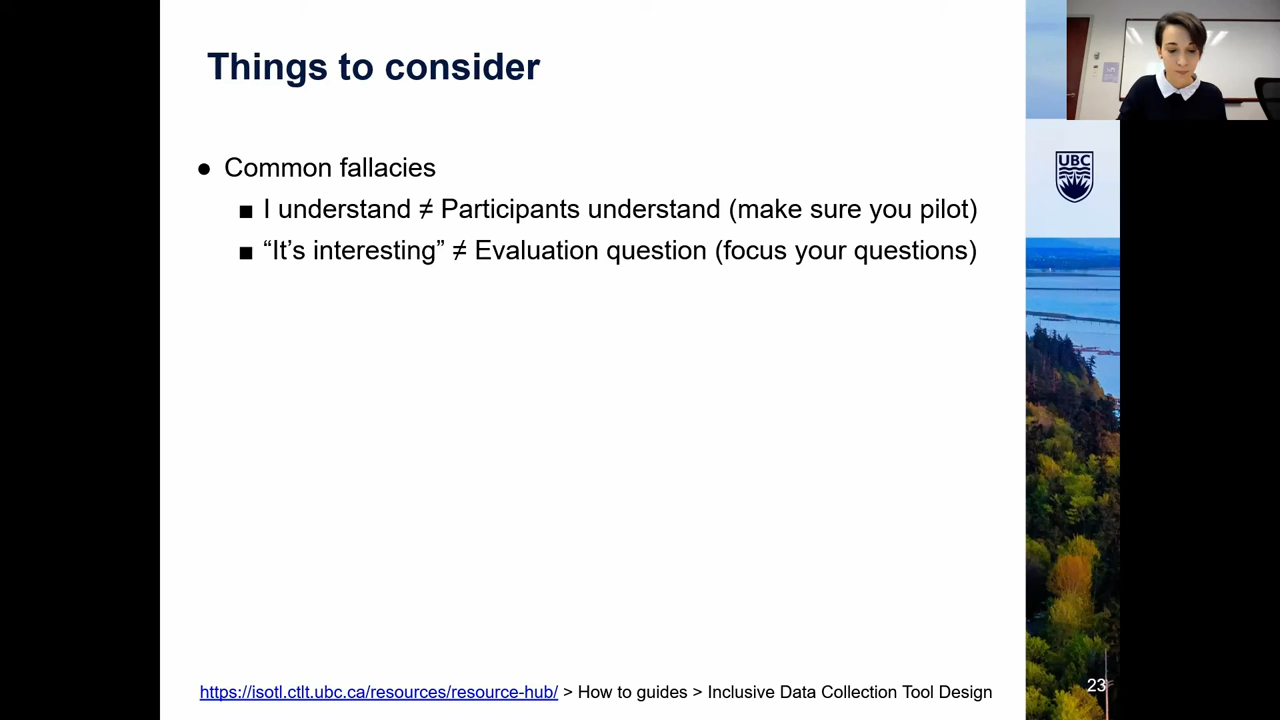 Things to consider
● Common fallacies
■ I understand ≠ Participants understand (make sure you pilot)
■ “It’s interesting” ≠ Evaluation question (focus your questions)
UBC
https://isotl.ctlt.ubc.ca/resources/resource-hub/ > How to guides > Inclusive Data Collection Tool Design
23